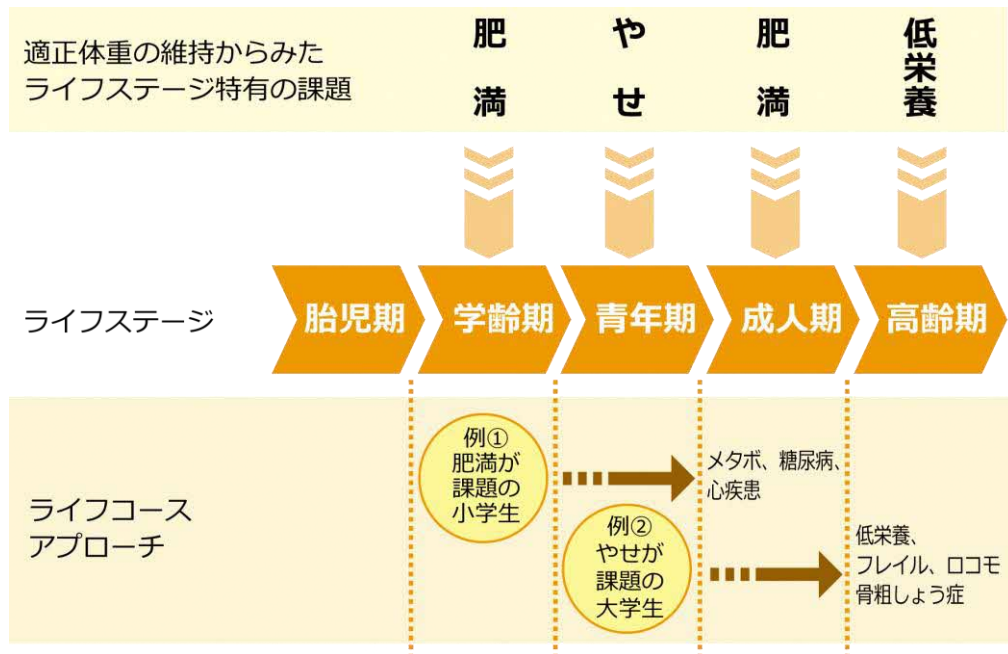 適正体重の維持からみた
ライフステージ特有の課題
肥満
やせ
肥満
低栄養
ライフステージ
胎児期
学齢期
青年期
成人期
高齢期
ライフコース
アプローチ
例①
肥満が
課題の
小学生
メタボ、糖尿病、
心疾患
例②
やせが
課題の
大学生
低栄養、
フレイル、ロコモ
骨粗しょう症